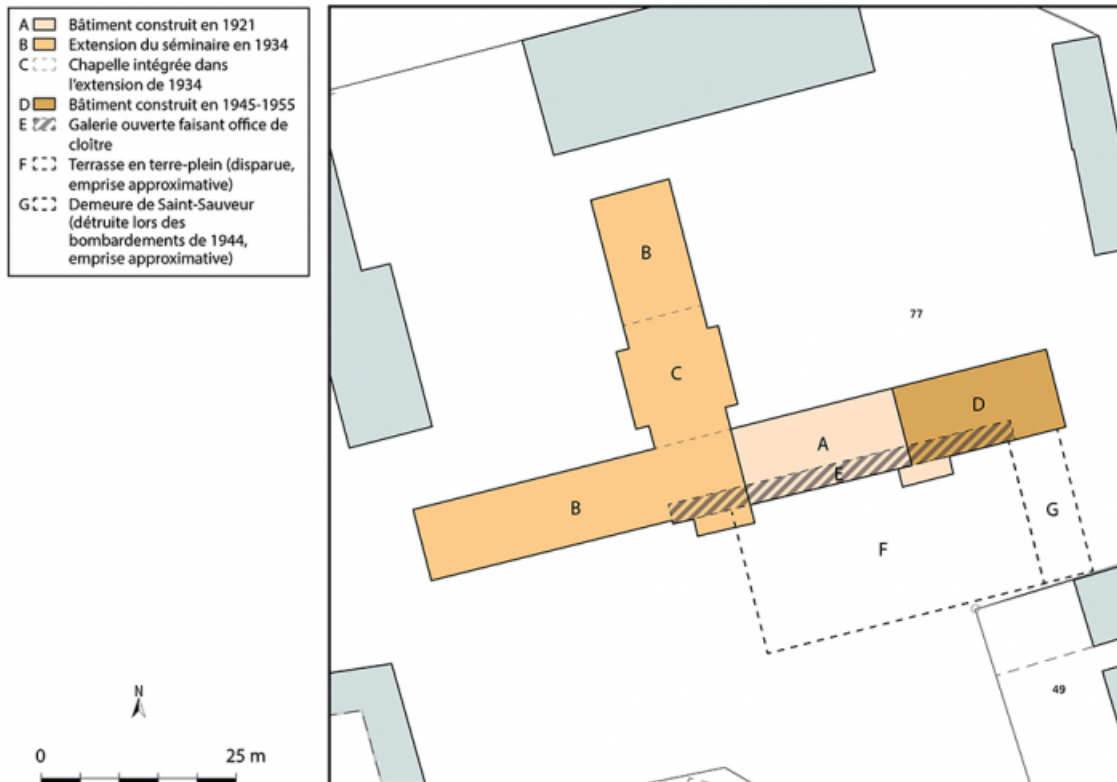 A Bâtiment construit en 1921
B Extension du séminaire en 1934
C Chapelle intégrée dans
l'extension de 1934
D Bâtiment construit en 1945-1955
E Galerie ouverte faisant office de
cloître
F Terrasse en terre-plein (disparue,
emprise approximative)
G Demeure de Saint-Sauveur
(détruite lors des
bombardements de 1944,
emprise approximative)
B
77
C
D
A
E
B
G
F
49
N
0 25 m